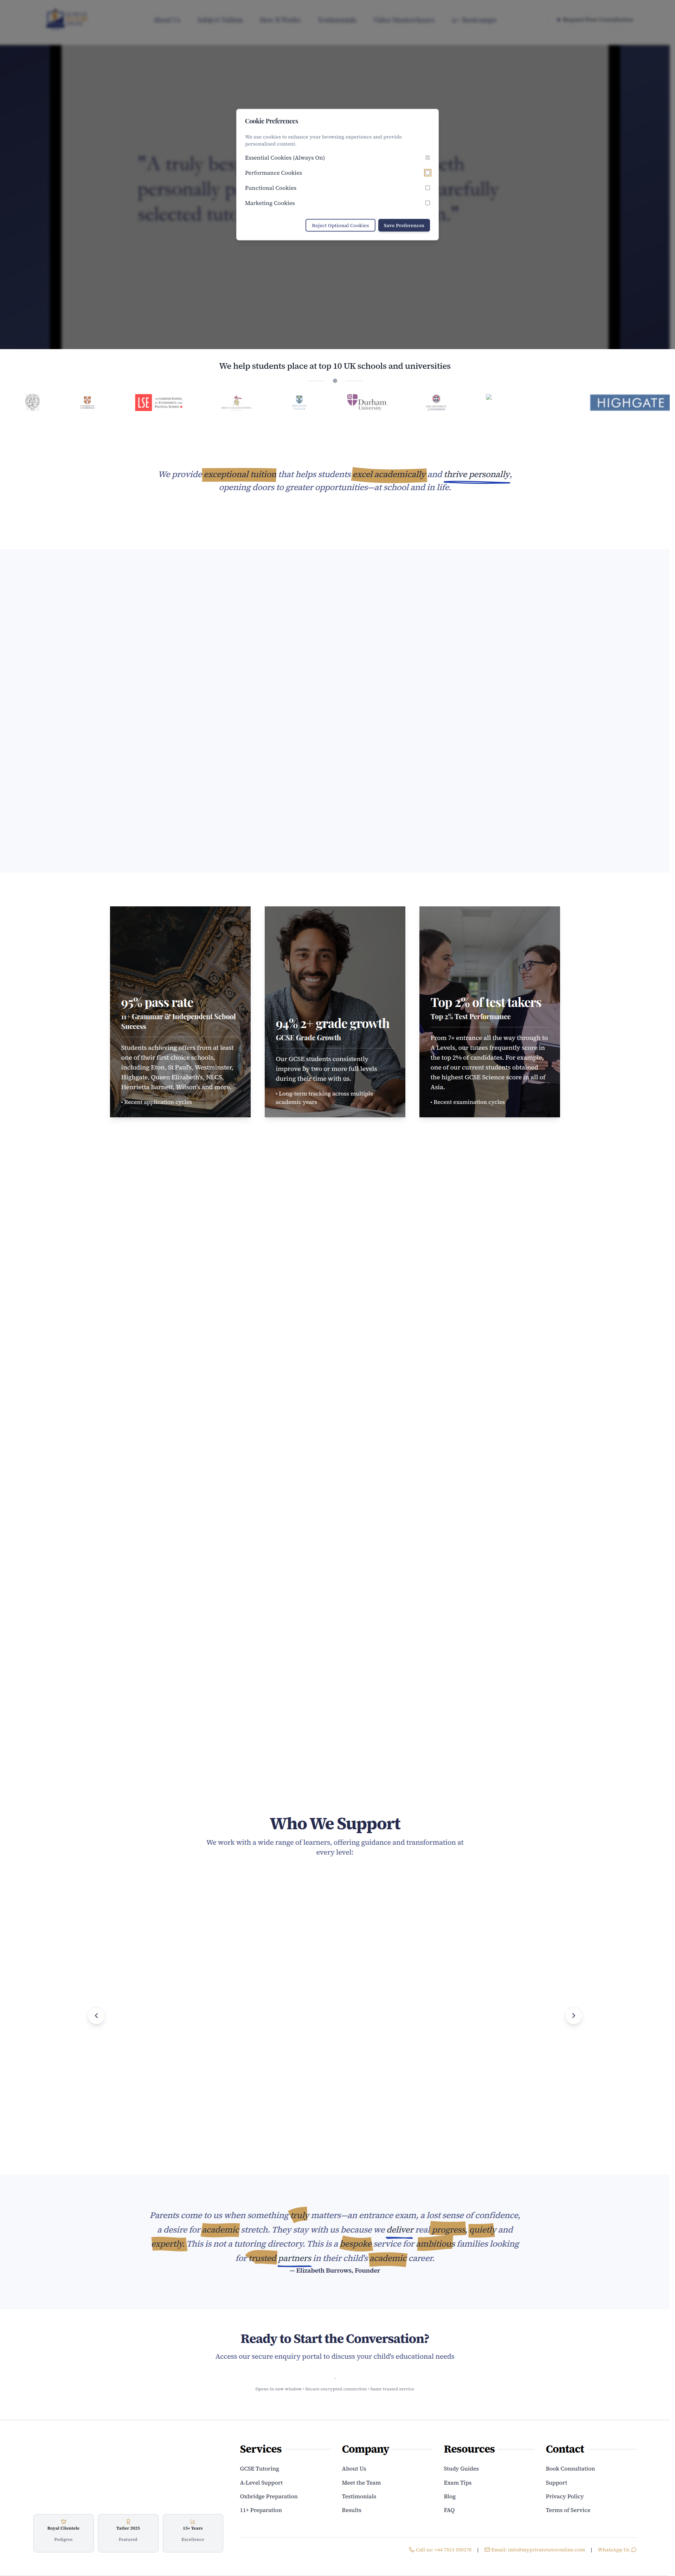 About Us Subject Tuition How It Works Testimonials Video Masterclasses 11+ Bootcamps Request Free Consultation
"A truly bes
personally p
selected tuto
eth
refully
."
Cookie Preferences
We use cookies to enhance your browsing experience and provide
personalised content.
Essential Cookies (Always On)
Performance Cookies
Functional Cookies
Marketing Cookies
Reject Optional Cookies Save Preferences
We help students place at top 10 UK schools and universities
LSE THE LONDON SCHOOL OF ECONOMICS AND POLITICAL SCIENCE
Durham University
HIGHGATE
We provide exceptional tuition that helps students excel academically and thrive personally,
opening doors to greater opportunities—at school and in life.
95% pass rate
11+ Grammar & Independent School
Success
Students achieving offers from at least
one of their first choice schools,
including Eton, St Paul's, Westminster,
Highgate, Queen Elizabeth's, NLCS,
Henrietta Barnett, Wilson's and more.
• Recent application cycles
94% 2+ grade growth
GCSE Grade Growth
Our GCSE students consistently
improve by two or more full levels
during their time with us.
• Long-term tracking across multiple
academic years
Top 2% of test takers
Top 2% Test Performance
From 7+ entrance all the way through to
A Levels, our tutees frequently score in
the top 2% of candidates. For example,
one of our current students obtained
the highest GCSE Science score in all of
Asia.
• Recent examination cycles
Who We Support
We work with a wide range of learners, offering guidance and transformation at
every level:
Parents come to us when something truly matters—an entrance exam, a lost sense of confidence,
a desire for academic stretch. They stay with us because we deliver real progress, quietly and
expertly. This is not a tutoring directory. This is a bespoke service for ambitious families looking
for trusted partners in their child's academic career.
— Elizabeth Burrows, Founder
Ready to Start the Conversation?
Access our secure enquiry portal to discuss your child's educational needs
Opens in new window • Secure encrypted connection • Same trusted service
Services
GCSE Tutoring
A-Level Support
Oxbridge Preparation
11+ Preparation
Company
About Us
Meet the Team
Testimonials
Results
Resources
Study Guides
Exam Tips
Blog
FAQ
Contact
Book Consultation
Support
Privacy Policy
Terms of Service
Royal Clientele
Pedigree
Tatler 2025
Featured
15+ Years
Excellence
Call us: +44 7513 550278 | Email: info@myprivatetutoronline.com | WhatsApp Us